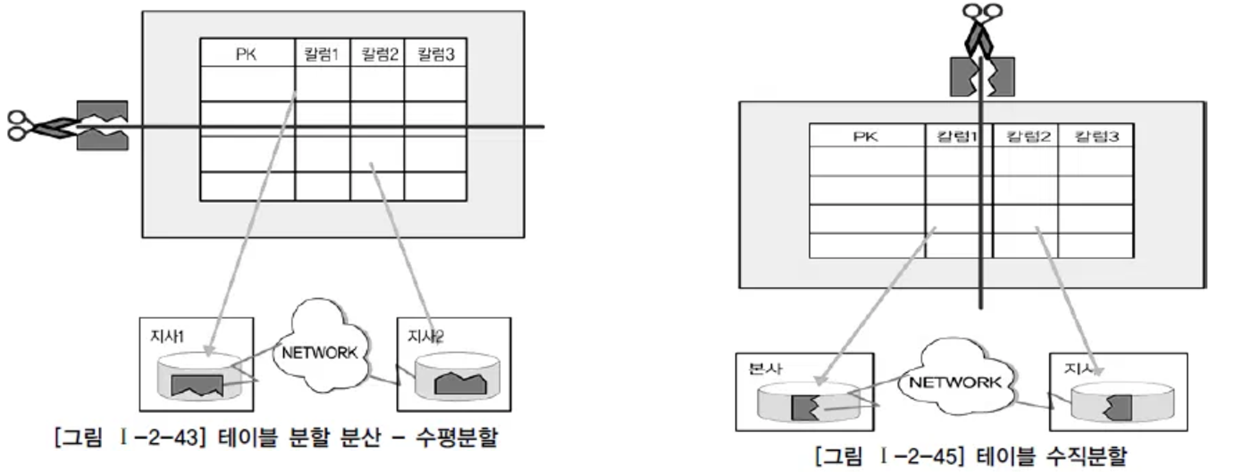 PK 칼럼1 칼럼2 칼럼3
지사1
NETWORK
지사2
[그림 Ⅰ-2-43] 테이블 분할 분산 - 수평분할
PK 칼럼1 칼럼2 칼럼3
본사
NETWORK
지사
[그림 Ⅰ-2-45] 테이블 수직분할